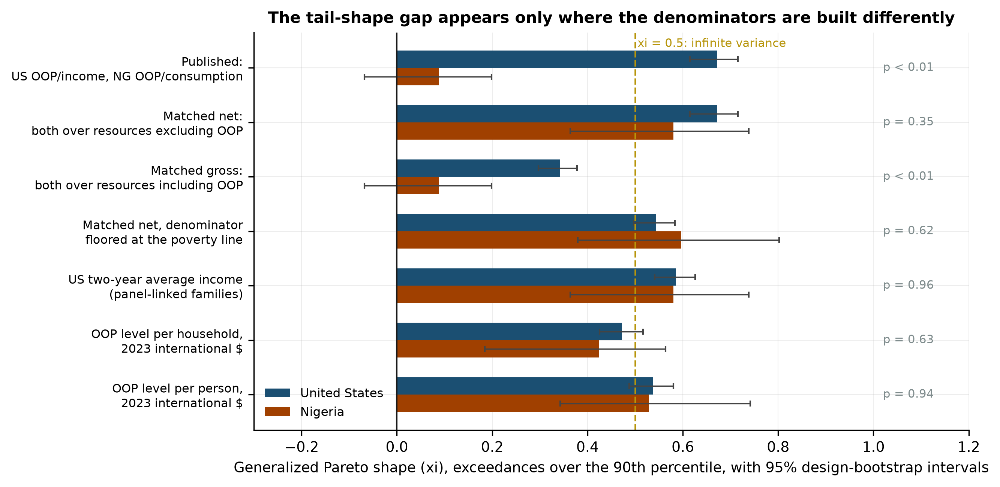 The tail-shape gap appears only where the denominators are built differently
xi = 0.5: infinite variance
Published:
US OOP/income, NG OOP/consumption
p < 0.01
Matched net:
both over resources excluding OOP
p = 0.35
Matched gross:
both over resources including OOP
p < 0.01
Matched net, denominator
floored at the poverty line
p = 0.62
US two-year average income
(panel-linked families)
p = 0.96
OOP level per household,
2023 international $
p = 0.63
OOP level per person,
2023 international $
p = 0.94
United States
Nigeria
−0.2 0.0 0.2 0.4 0.6 0.8 1.0 1.2
Generalized Pareto shape (xi), exceedances over the 90th percentile, with 95% design-bootstrap intervals